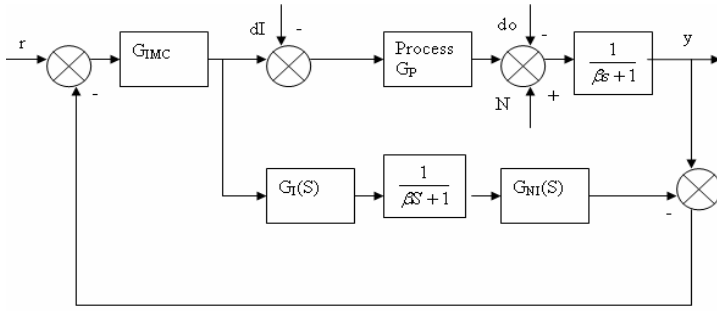 r
-
G_IMC
dI
-
Process
G_P
do
-
N
+
1
βs+1
y
G_I(S)
1
βS+1
G_NI(S)
-